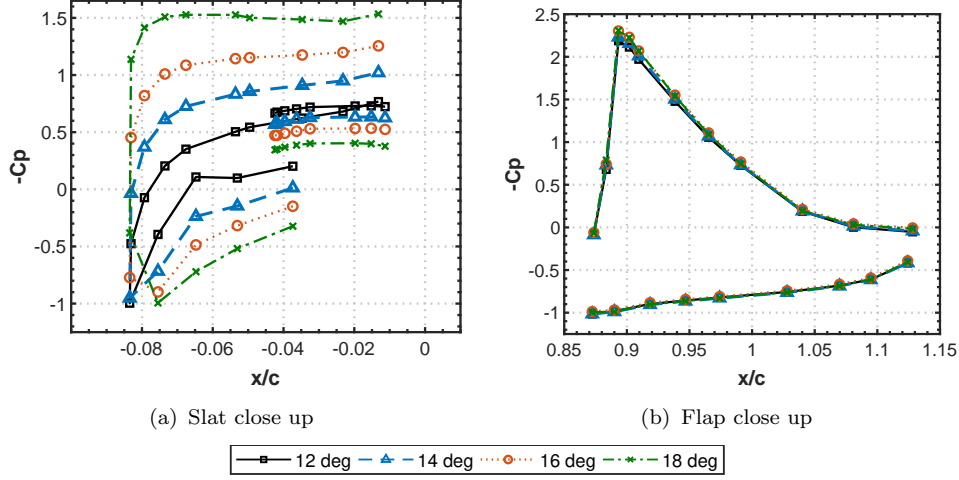 1.5
1
0.5
0
-0.5
-1
-Cp
-0.08 -0.06 -0.04 -0.02 0
x/c
(a) Slat close up
2.5
2
1.5
1
0.5
0
-0.5
-1
-Cp
0.85 0.9 0.95 1 1.05 1.1 1.15
x/c
(b) Flap close up
12 deg 14 deg 16 deg 18 deg